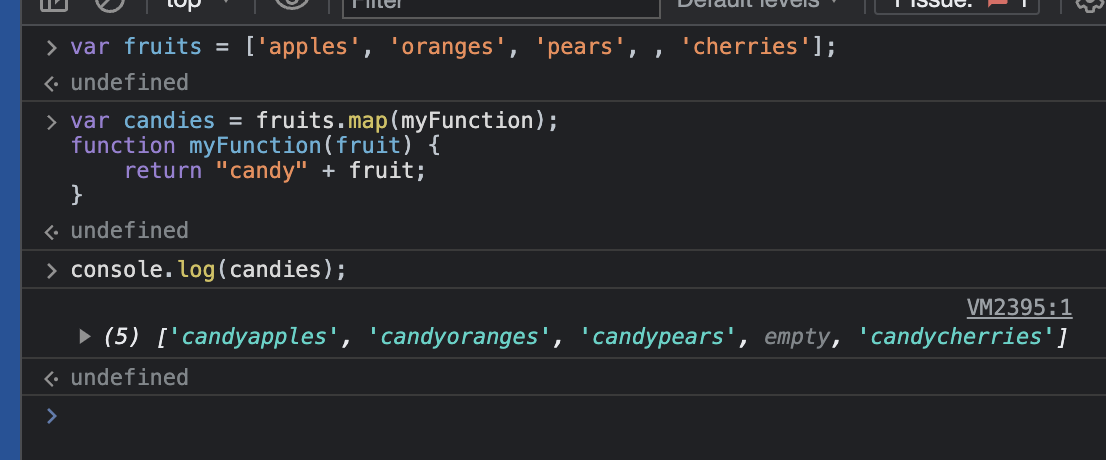 top
Filter
Default levels
1 Issue: 1
> var fruits = ['apples', 'oranges', 'pears', , 'cherries'];
undefined
> var candies = fruits.map(myFunction);
function myFunction(fruit) {
    return "candy" + fruit;
}
undefined
> console.log(candies);
VM2395:1
(5) ['candyapples', 'candyoranges', 'candypears', empty, 'candycherries']
undefined
>